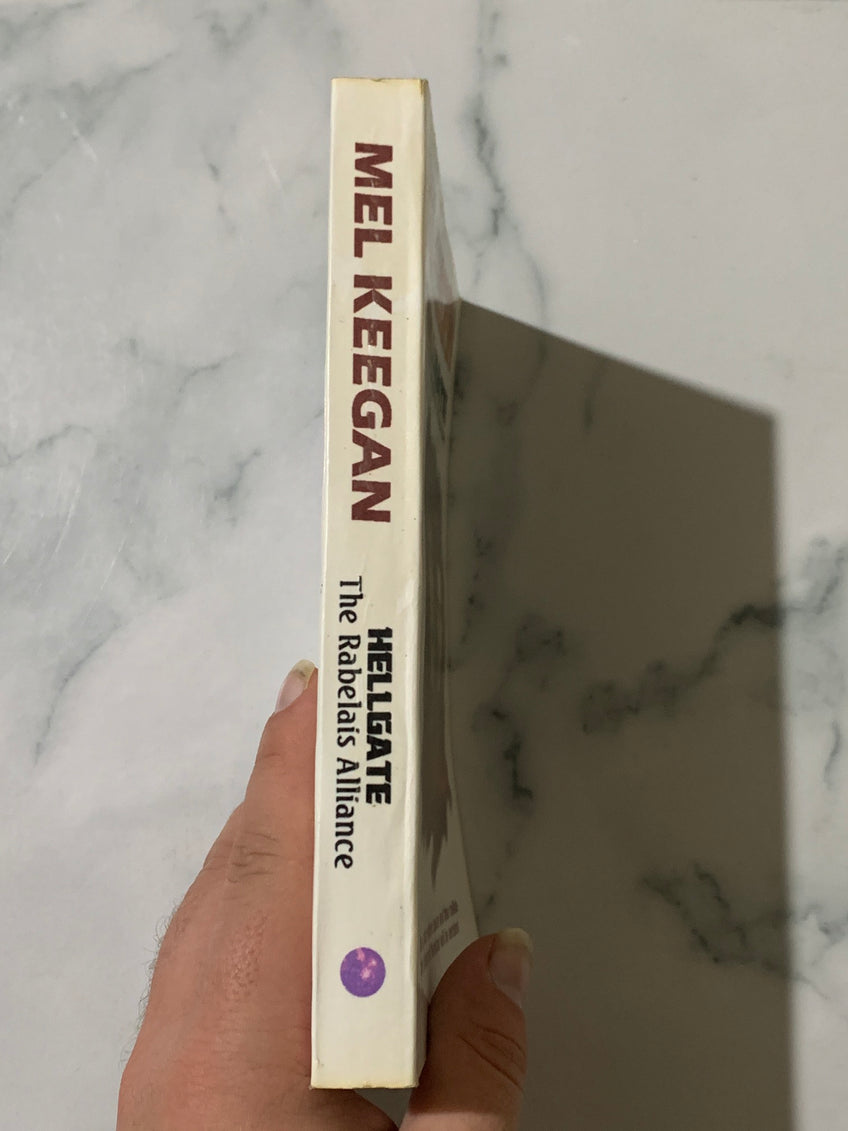 MEL KEEGAN
HELLGATE
The Rabelais Alliance